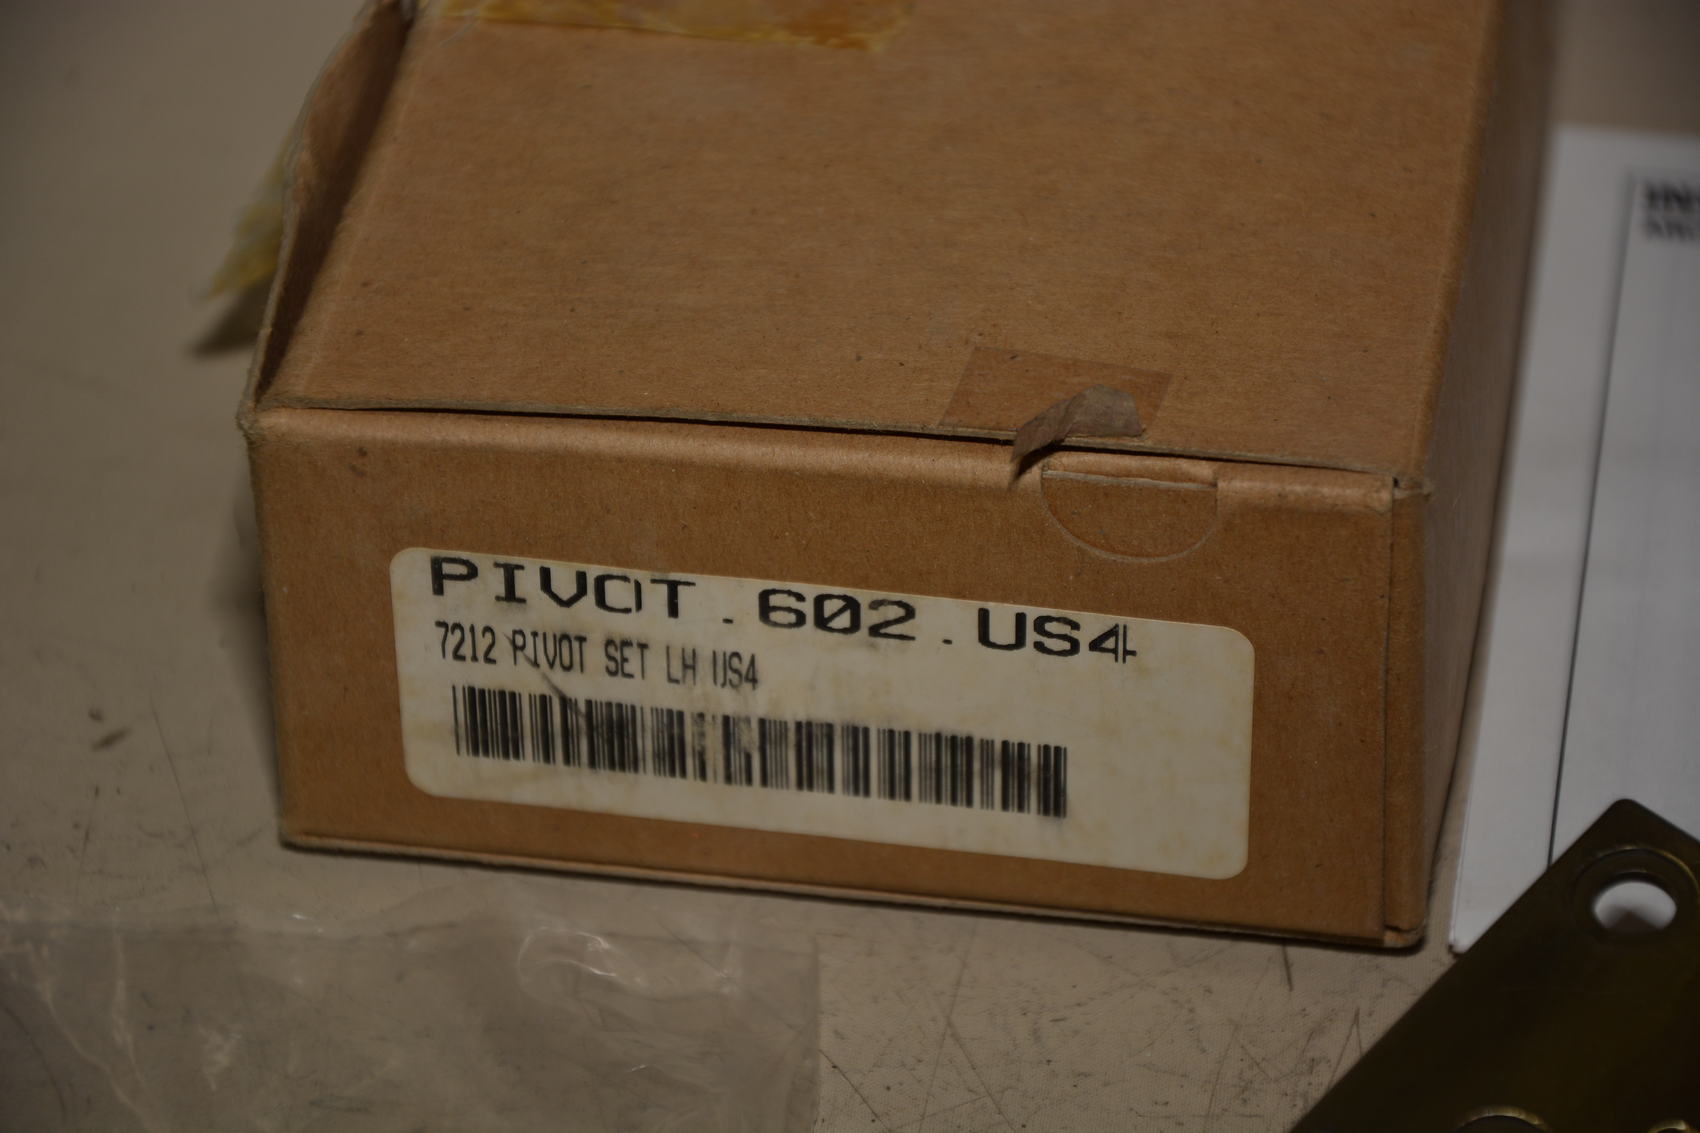 PIVOT.602.US4
7212 PIVOT SET LH US4